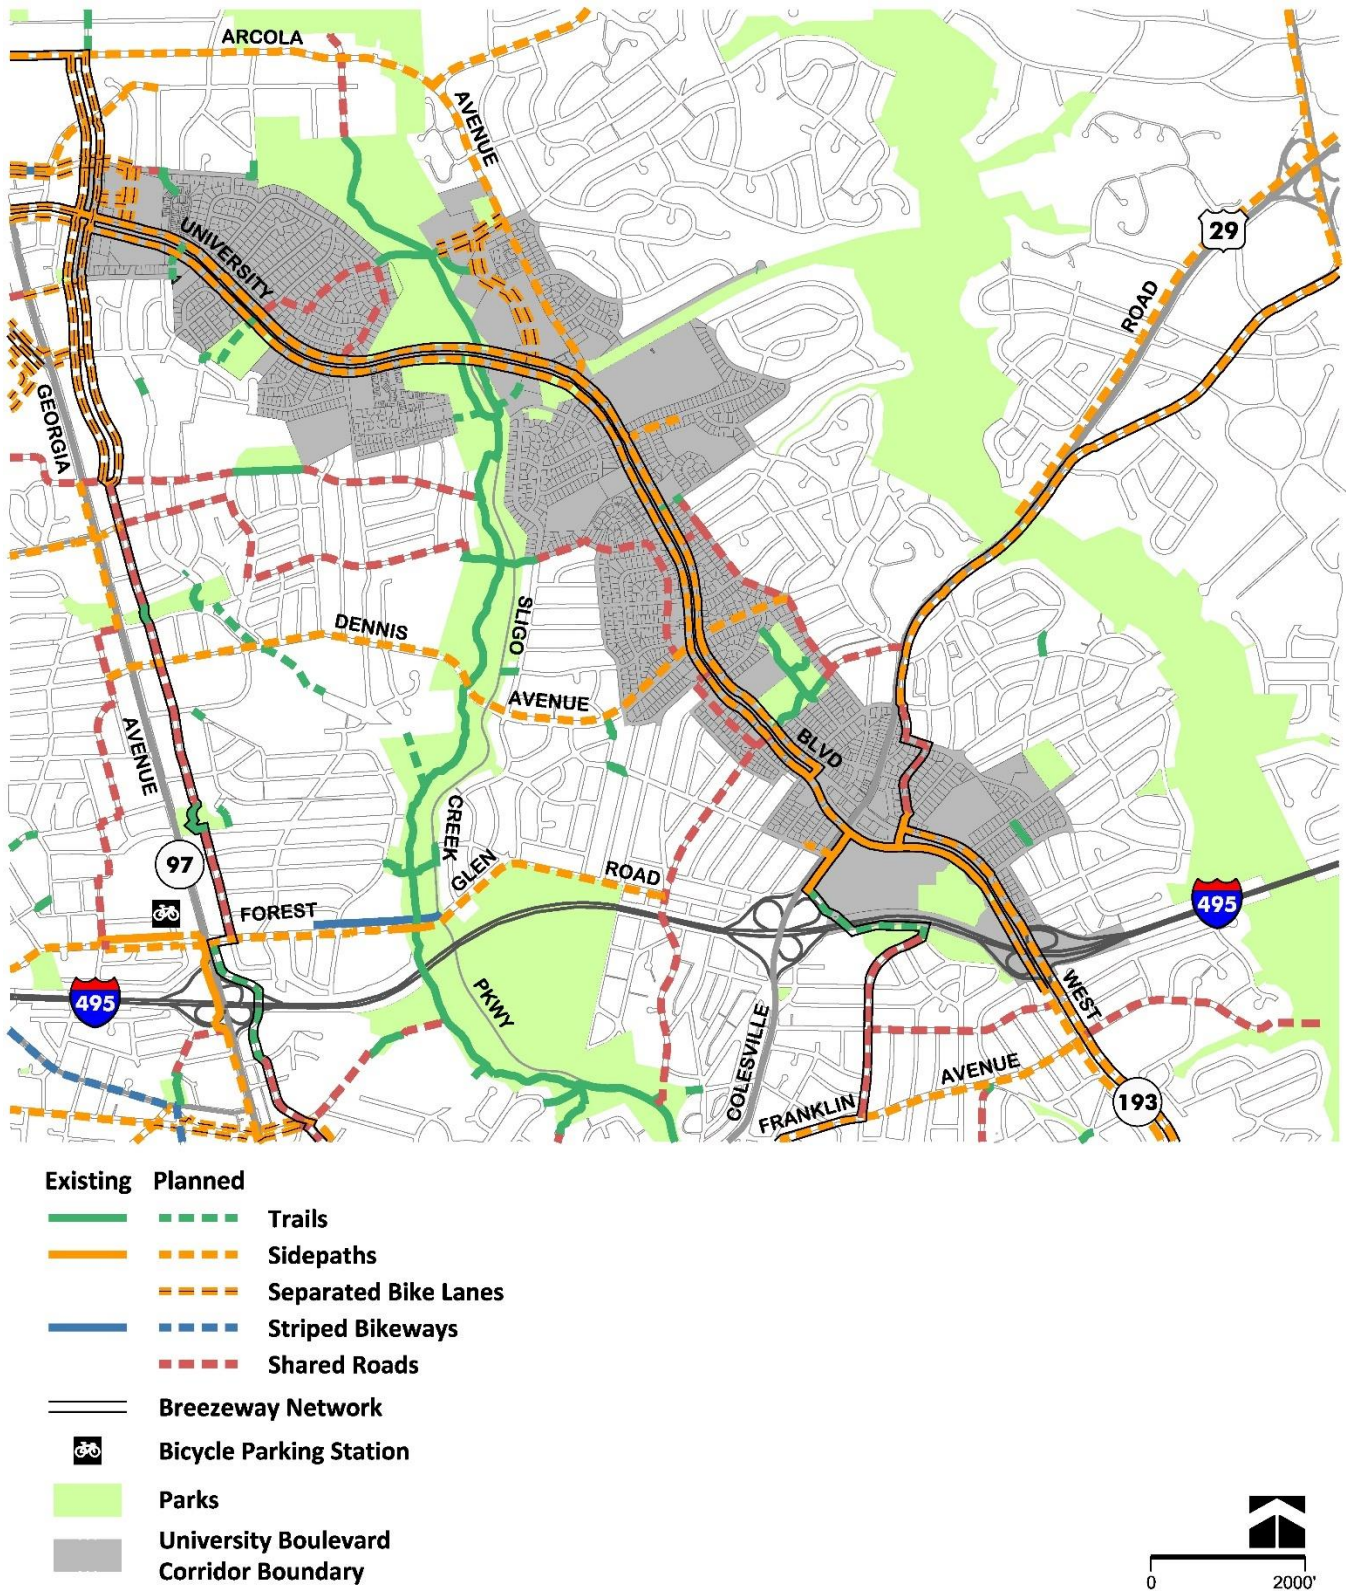 ARCOLA
AVENUE
UNIVERSITY
29
ROAD
GEORGIA
DENNIS
SLIGO
AVENUE
AVENUE
BLVD
CREEK
GLEN
ROAD
97
FOREST
495
495
PKWY
WEST
COLESVILLE
AVENUE
FRANKLIN
193
Existing Planned
Trails
Sidepaths
Separated Bike Lanes
Striped Bikeways
Shared Roads
Breezeway Network
Bicycle Parking Station
Parks
University Boulevard
Corridor Boundary
0 2000'